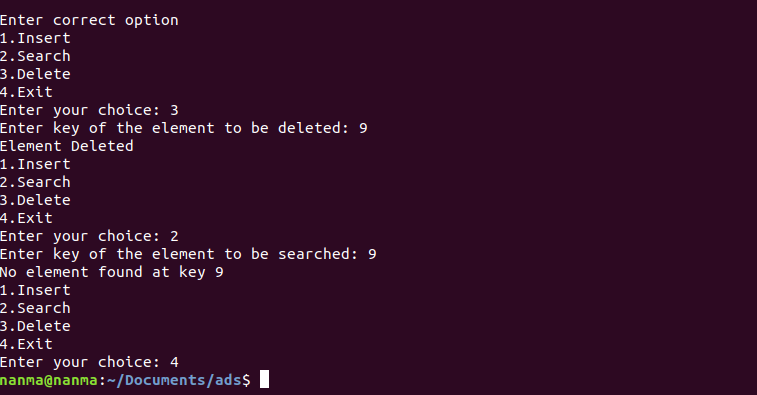 Enter correct option
1.Insert
2.Search
3.Delete
4.Exit
Enter your choice: 3
Enter key of the element to be deleted: 9
Element Deleted
1.Insert
2.Search
3.Delete
4.Exit
Enter your choice: 2
Enter key of the element to be searched: 9
No element found at key 9
1.Insert
2.Search
3.Delete
4.Exit
Enter your choice: 4
nanma@nanma:~/Documents/ads$